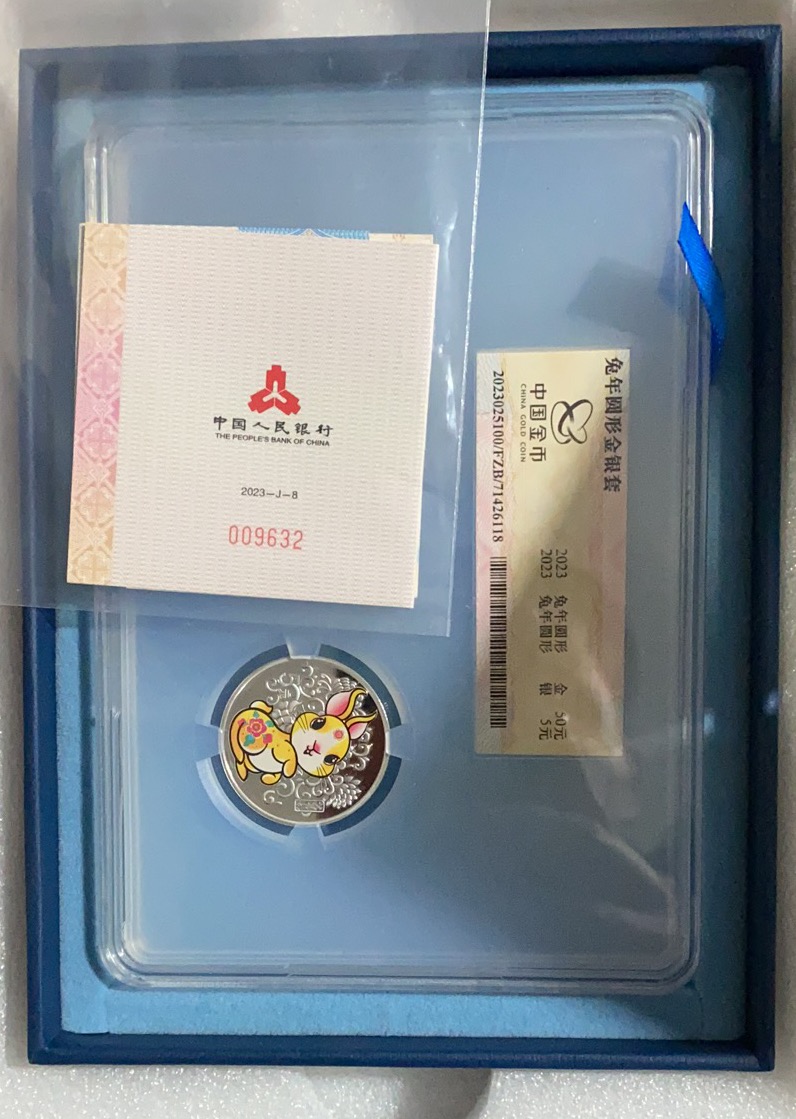 中国人民银行
THE PEOPLE'S BANK OF CHINA
2023-J-8
009632
兔年圆形金银套
中国金币
CHINA GOLD COIN
2023 兔年圆形 金 50元
2023 兔年圆形 银 5元
2023025100/FZB/71426118